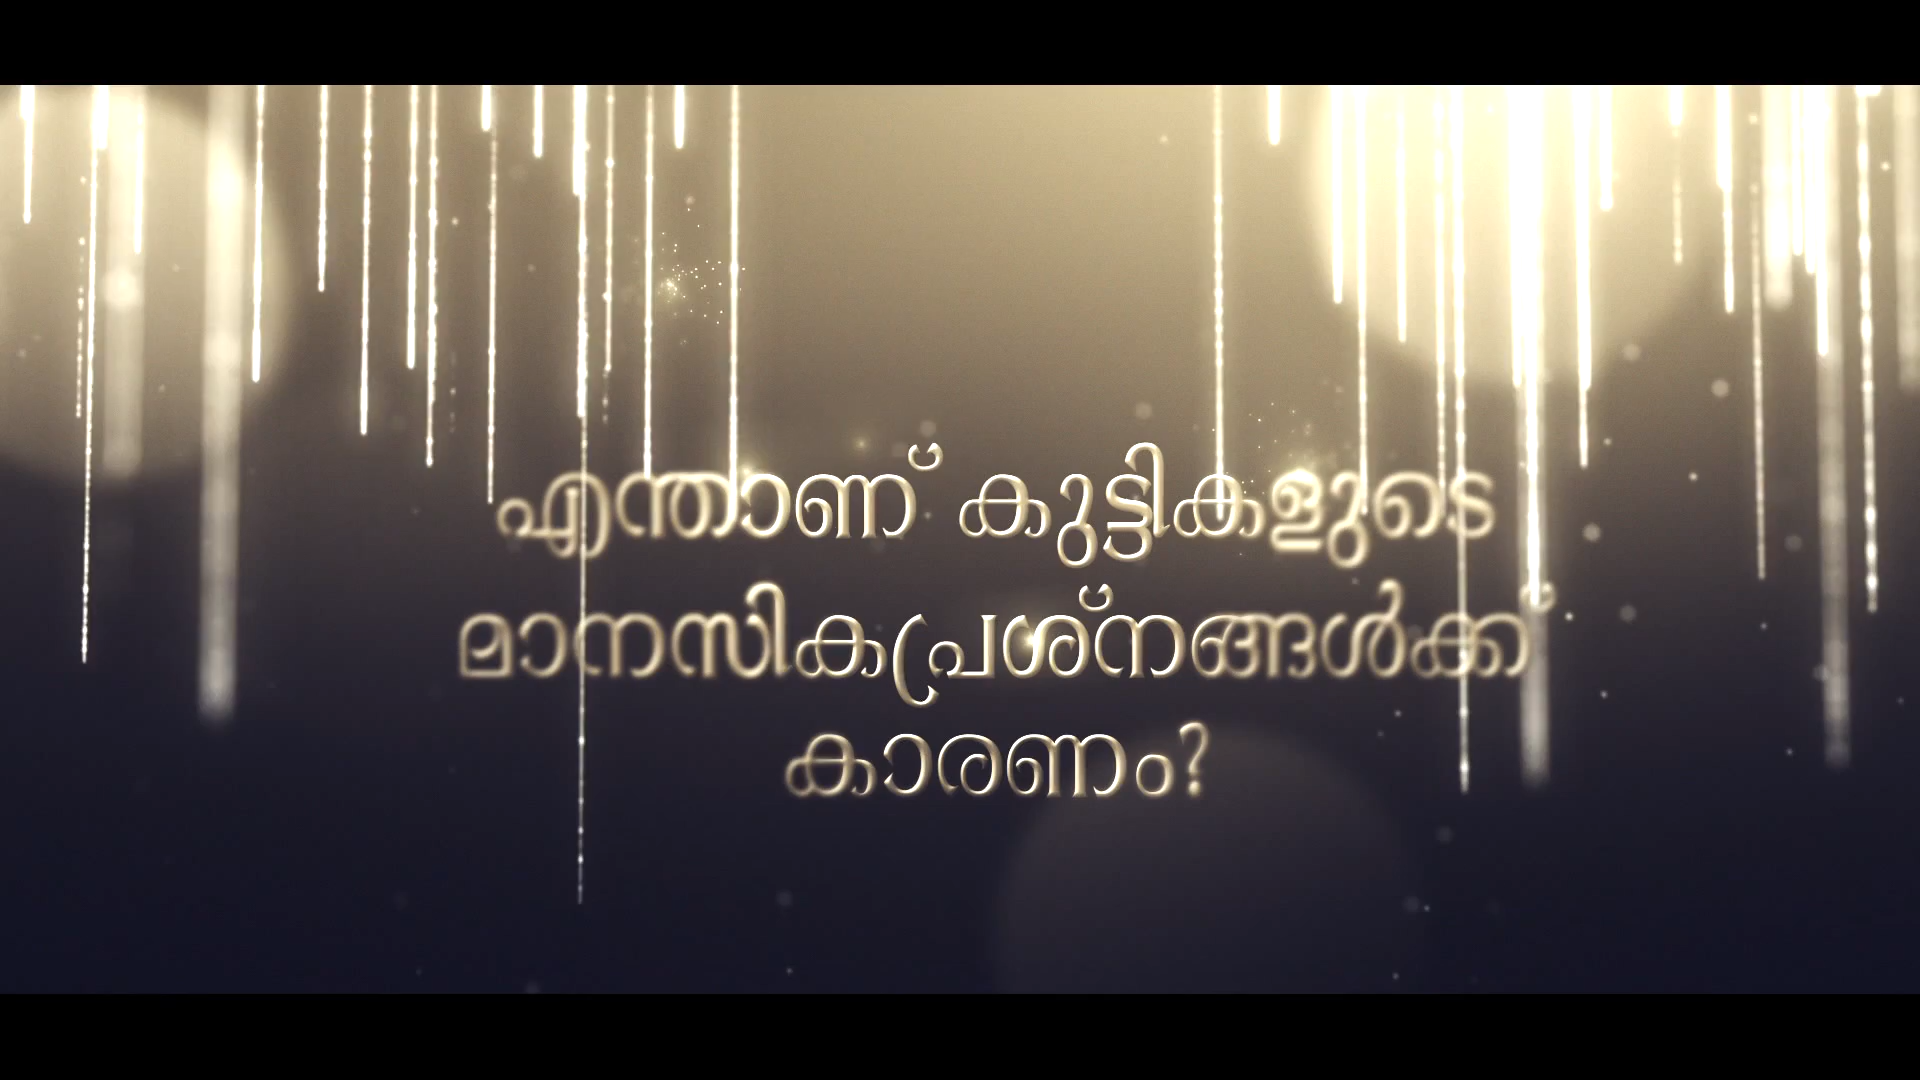 എന്താണ് കുട്ടികളുടെ
മാനസികപ്രശ്നങ്ങൾക്ക്
കാരണം?